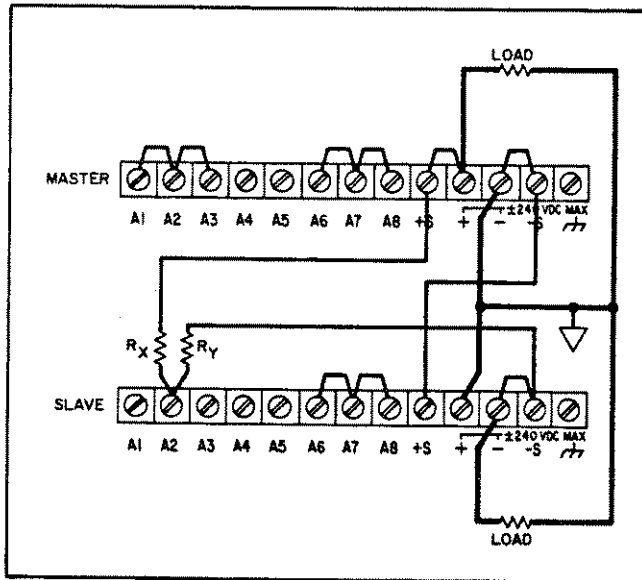 LOAD
MASTER
A1 A2 A3 A4 A5 A6 A7 A8 +S + - -S
±240 VDC MAX
RX RY
SLAVE
A1 A2 A3 A4 A5 A6 A7 A8 +S + - -S
±240 VDC MAX
LOAD